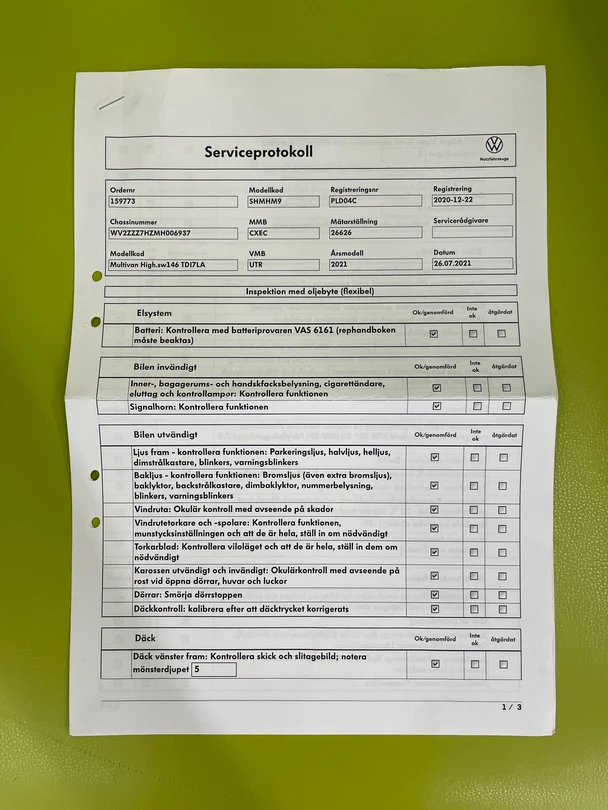 Serviceprotokoll
Nutzfahrzeuge
Ordernr Modellkod Registreringsnr Registrering
159773 SHMHM9 PLD04C 2020-12-22
Chassinummer MMB Mätarställning Servicerådgivare
WV2ZZZ7HZMH006937 CXEC 26626
Modellkod VMB Årsmodell Datum
Multivan High.sw146 TDI7LA UTR 2021 26.07.2021
Inspektion med oljebyte (flexibel)
Elsystem Ok/genomförd Inte ok åtgärdat
Batteri: Kontrollera med batteriprovaren VAS 6161 (rephandboken
måste beaktas)
Bilen invändigt Ok/genomförd Inte ok åtgärdat
Inner-, bagagerums- och handskfacksbelysning, cigarettändare,
eluttag och kontrollampor: Kontrollera funktionen
Signalhorn: Kontrollera funktionen
Bilen utvändigt Ok/genomförd Inte ok åtgärdat
Ljus fram - kontrollera funktionen: Parkeringsljus, halvljus, helljus,
dimstrålkastare, blinkers, varningsblinkers
Bakljus - kontrollera funktionen: Bromsljus (även extra bromsljus),
baklyktor, backstrålkastare, dimbaklyktor, nummerbelysning,
blinkers, varningsblinkers
Vindruta: Okulär kontroll med avseende på skador
Vindrutetorkare och -spolare: Kontrollera funktionen,
munstycksinställningen och att de är hela, ställ in om nödvändigt
Torkarblad: Kontrollera viloläget och att de är hela, ställ in dem om
nödvändigt
Karossen utvändigt och invändigt: Okulärkontroll med avseende på
rost vid öppna dörrar, huvar och luckor
Dörrar: Smörja dörrstoppen
Däckkontroll: kalibrera efter att däcktrycket korrigerats
Däck Ok/genomförd Inte ok åtgärdat
Däck vänster fram: Kontrollera skick och slitagebild; notera
mönsterdjupet 5
1 / 3